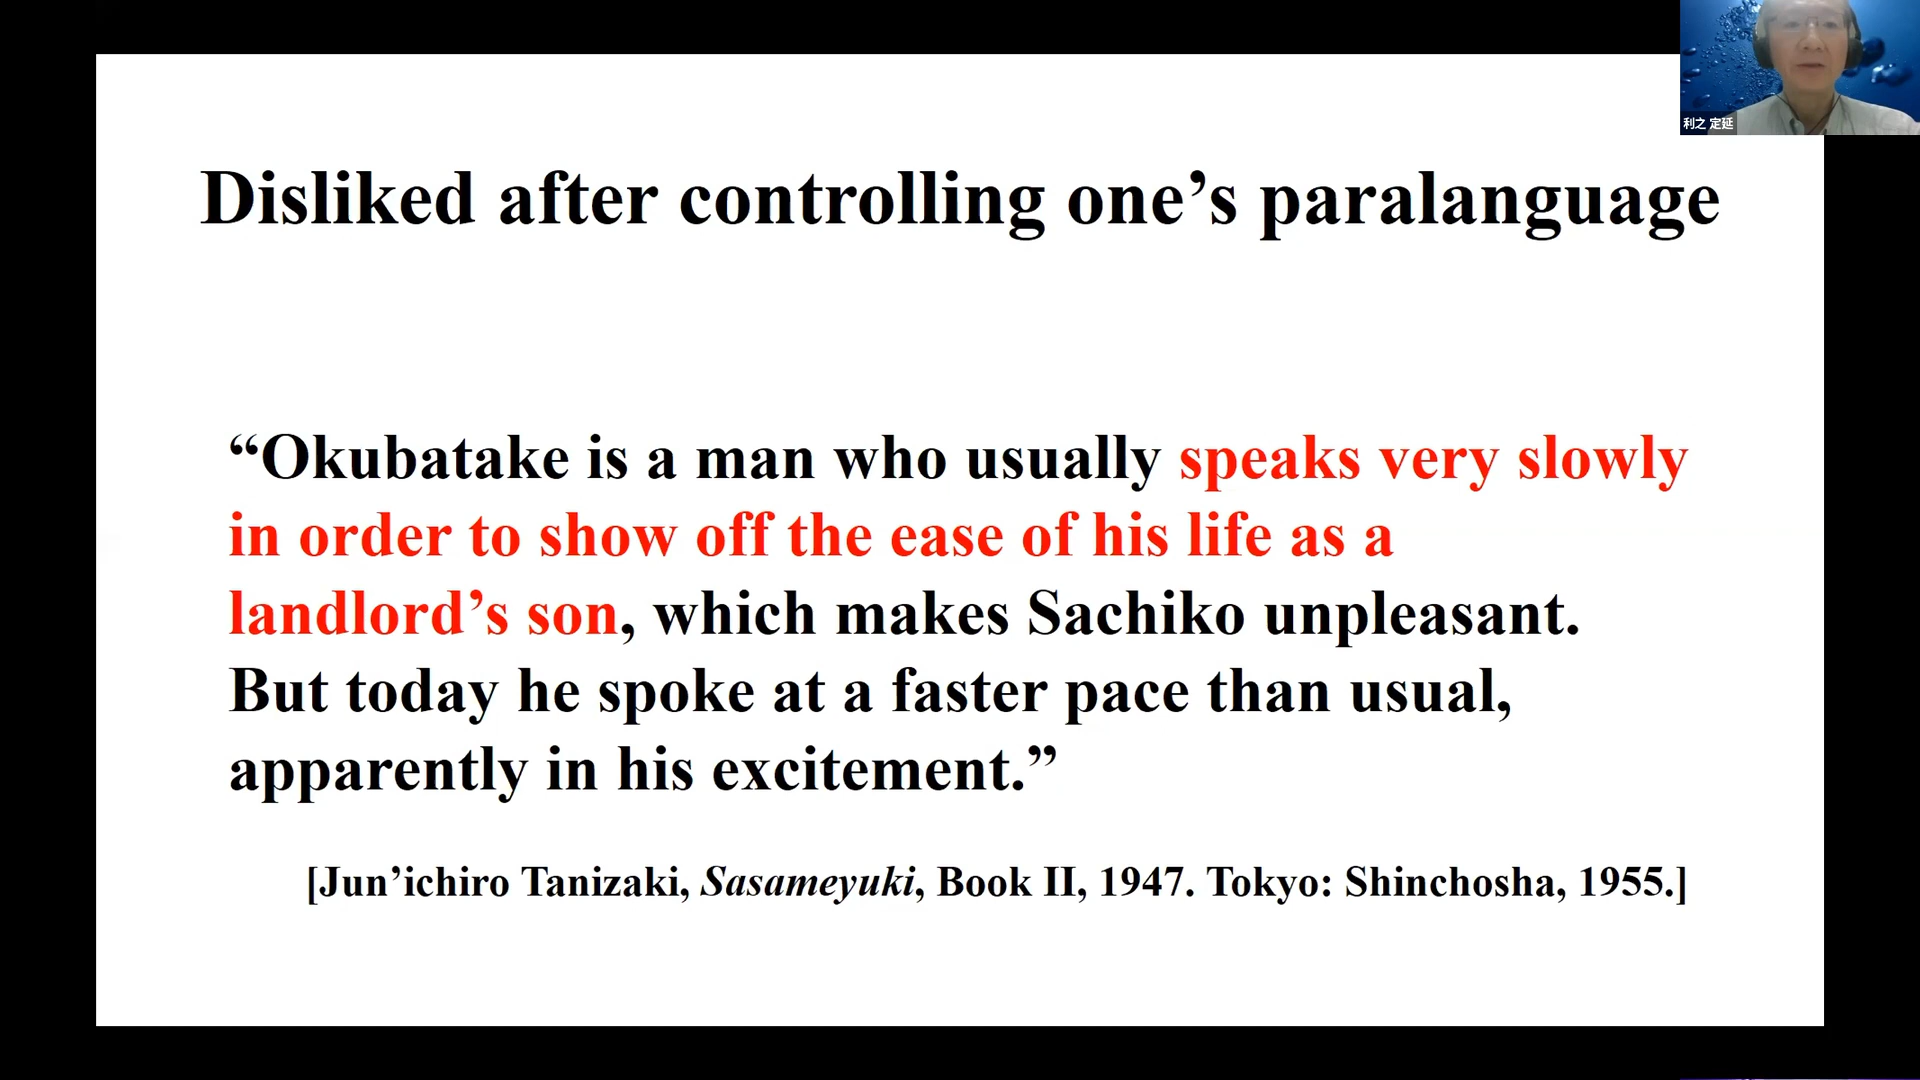 利之 定延
Disliked after controlling one’s paralanguage
“Okubatake is a man who usually speaks very slowly
in order to show off the ease of his life as a
landlord’s son, which makes Sachiko unpleasant.
But today he spoke at a faster pace than usual,
apparently in his excitement.”
[Jun’ichiro Tanizaki, Sasameyuki, Book II, 1947. Tokyo: Shinchosha, 1955.]